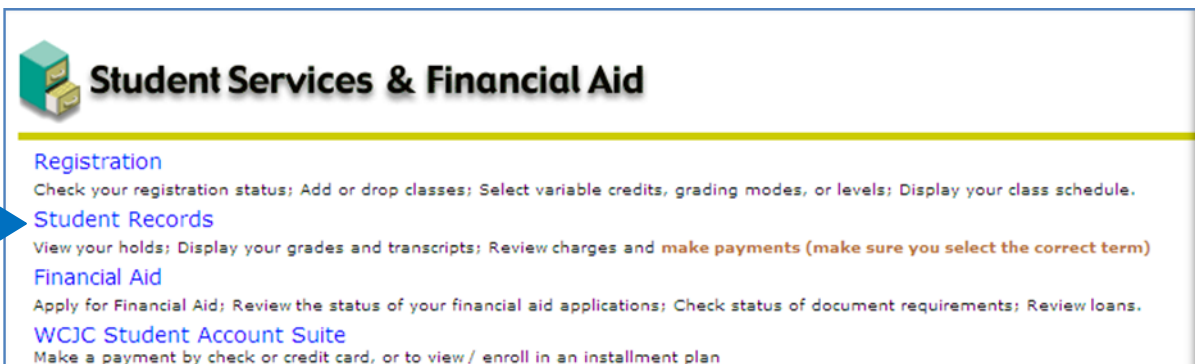 Student Services & Financial Aid
Registration
Check your registration status; Add or drop classes; Select variable credits, grading modes, or levels; Display your class schedule.
Student Records
View your holds; Display your grades and transcripts; Review charges and make payments (make sure you select the correct term)
Financial Aid
Apply for Financial Aid; Review the status of your financial aid applications; Check status of document requirements; Review loans.
WCJC Student Account Suite
Make a payment by check or credit card, or to view / enroll in an installment plan